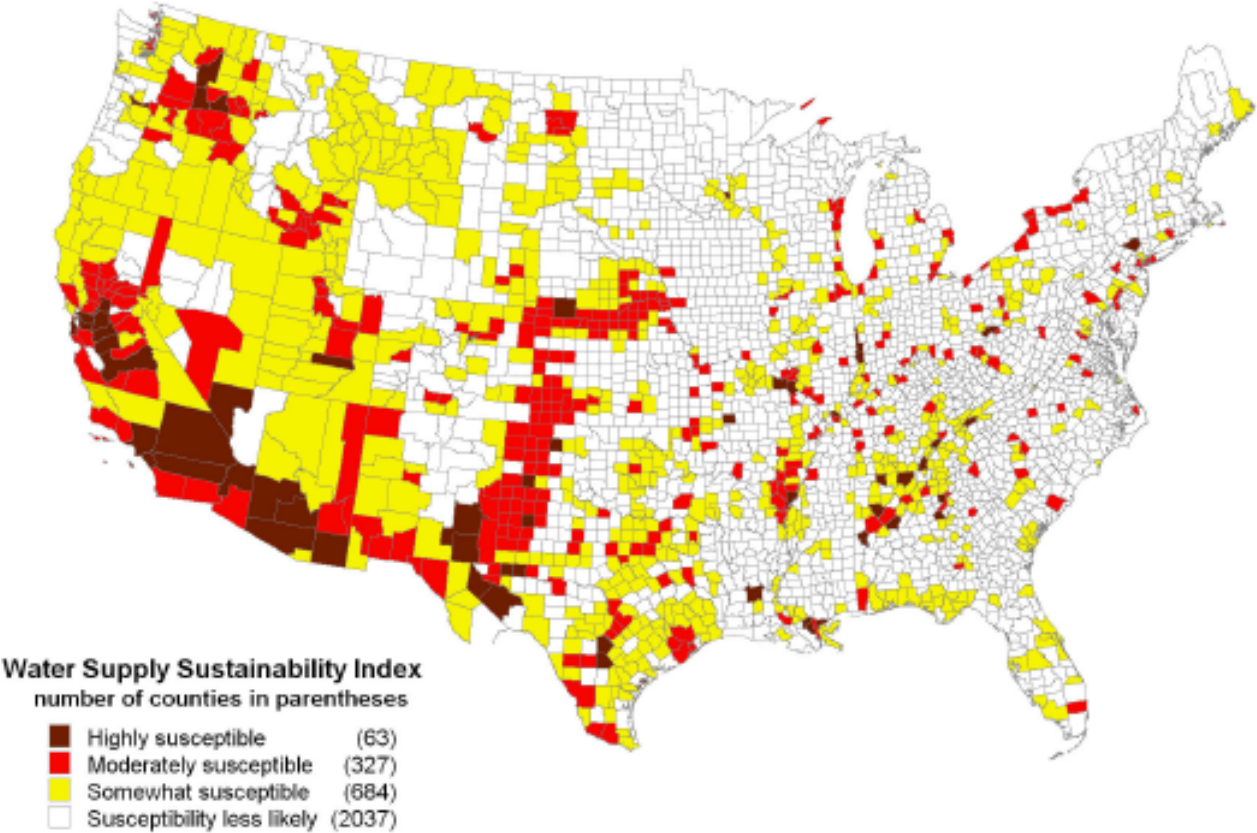 Water Supply Sustainability Index
number of counties in parentheses
Highly susceptible (63)
Moderately susceptible (327)
Somewhat susceptible (684)
Susceptibility less likely (2037)